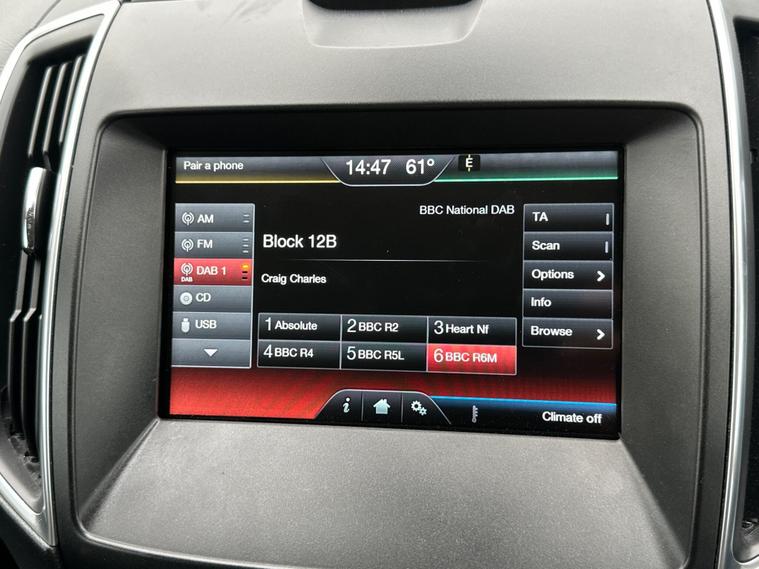 Pair a phone
14:47 61° E
AM
FM
DAB 1
DAB
CD
USB
BBC National DAB
Block 12B
Craig Charles
1 Absolute 2 BBC R2 3 Heart Nf
4 BBC R4 5 BBC R5L 6 BBC R6M
TA
Scan
Options
Info
Browse
i
Climate off